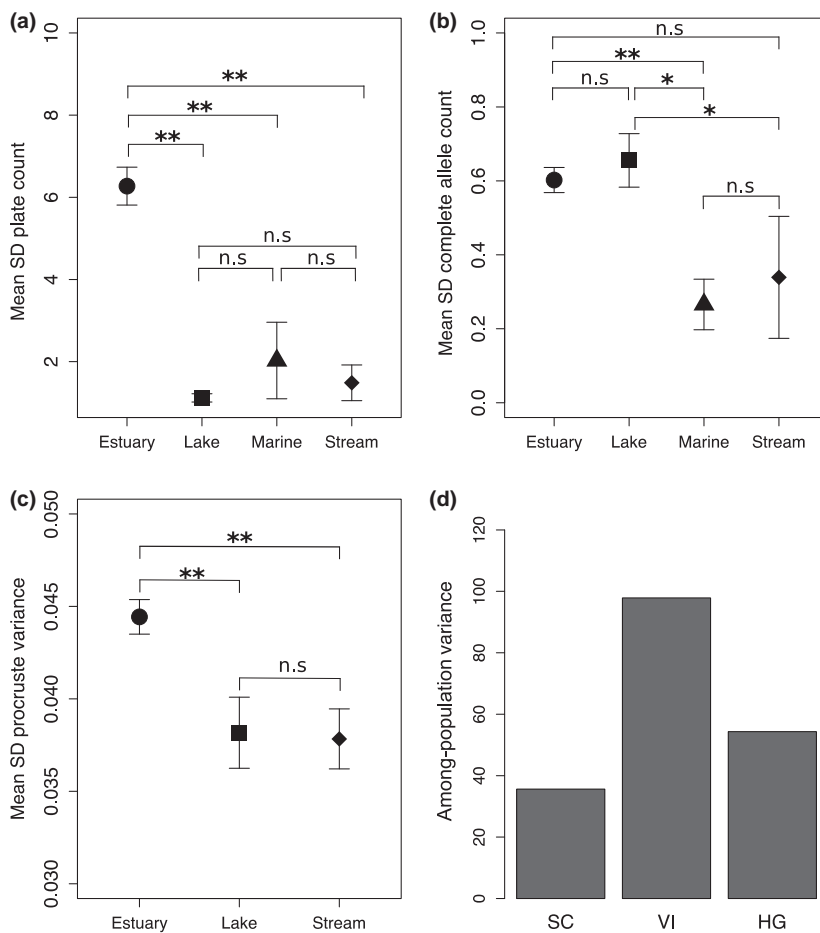 (a)
Mean SD plate count
10
8
6
4
2
**
**
**
n.s
n.s
n.s
Estuary Lake Marine Stream
(b)
Mean SD complete allele count
1.0
0.8
0.6
0.4
0.2
0.0
n.s
**
n.s
*
*
n.s
Estuary Lake Marine Stream
(c)
Mean SD procruste variance
0.050
0.045
0.040
0.035
0.030
**
**
n.s
Estuary Lake Stream
(d)
Among-population variance
120
100
80
60
40
20
0
SC VI HG